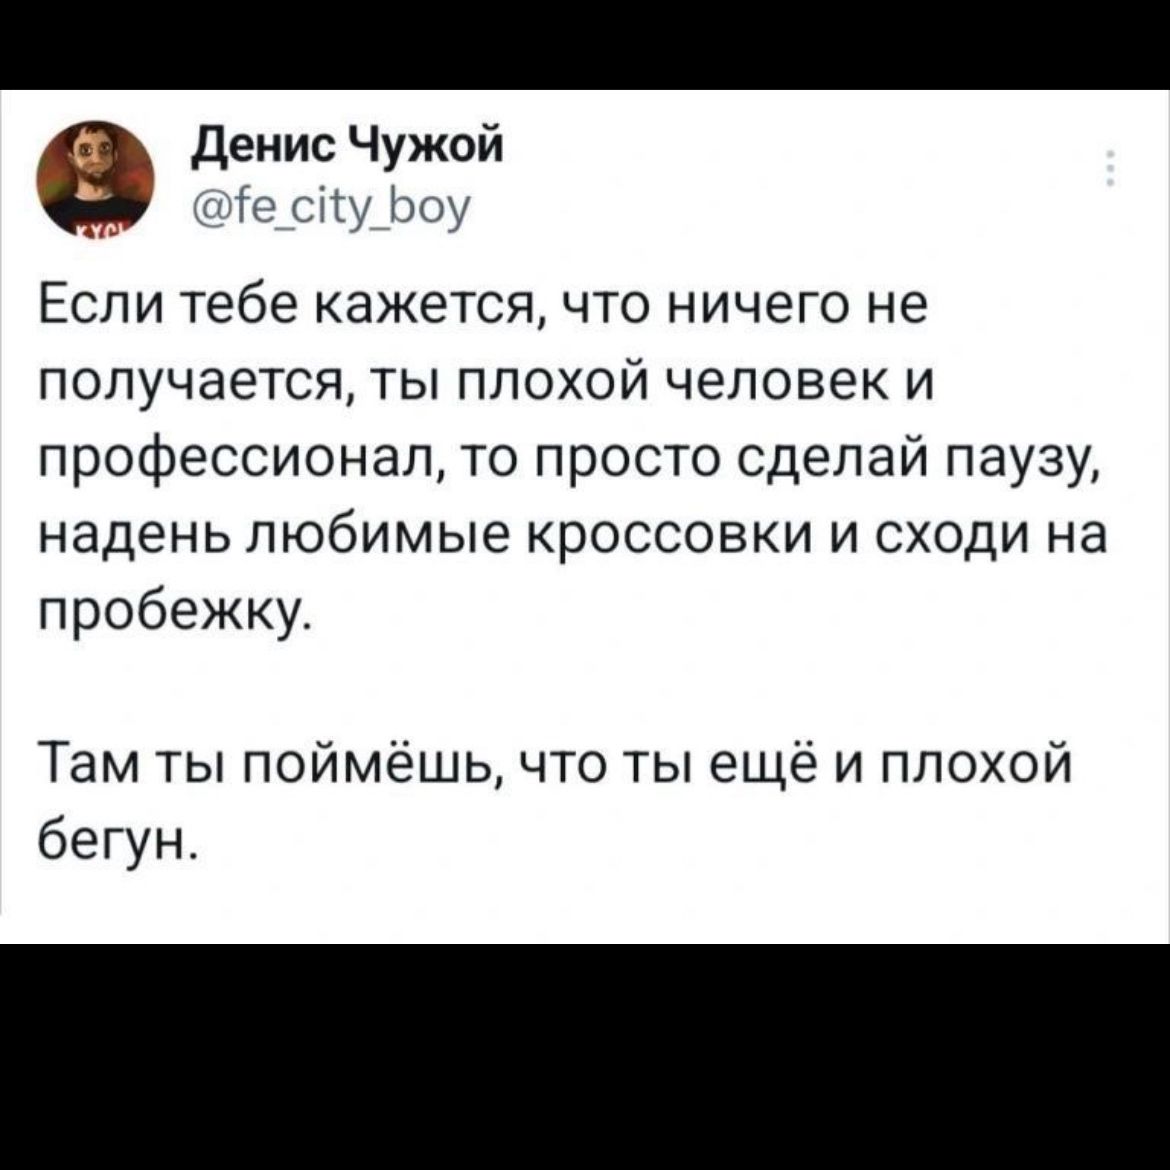 Денис Чужой
@fe_city_boy
Если тебе кажется, что ничего не
получается, ты плохой человек и
профессионал, то просто сделай паузу,
надень любимые кроссовки и сходи на
пробежку.
Там ты поймёшь, что ты ещё и плохой
бегун.